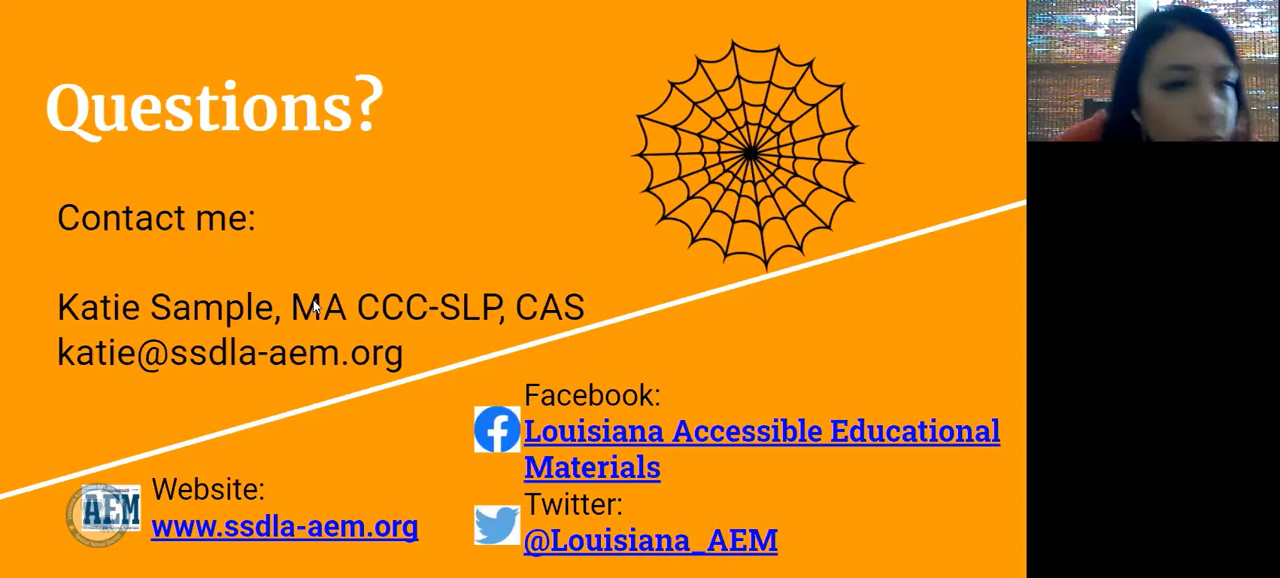 Questions?
Contact me:
Katie Sample, MA CCC-SLP, CAS
katie@ssdla-aem.org
Facebook:
Louisiana Accessible Educational
Materials
Twitter:
@Louisiana_AEM
Website:
www.ssdla-aem.org
AEM